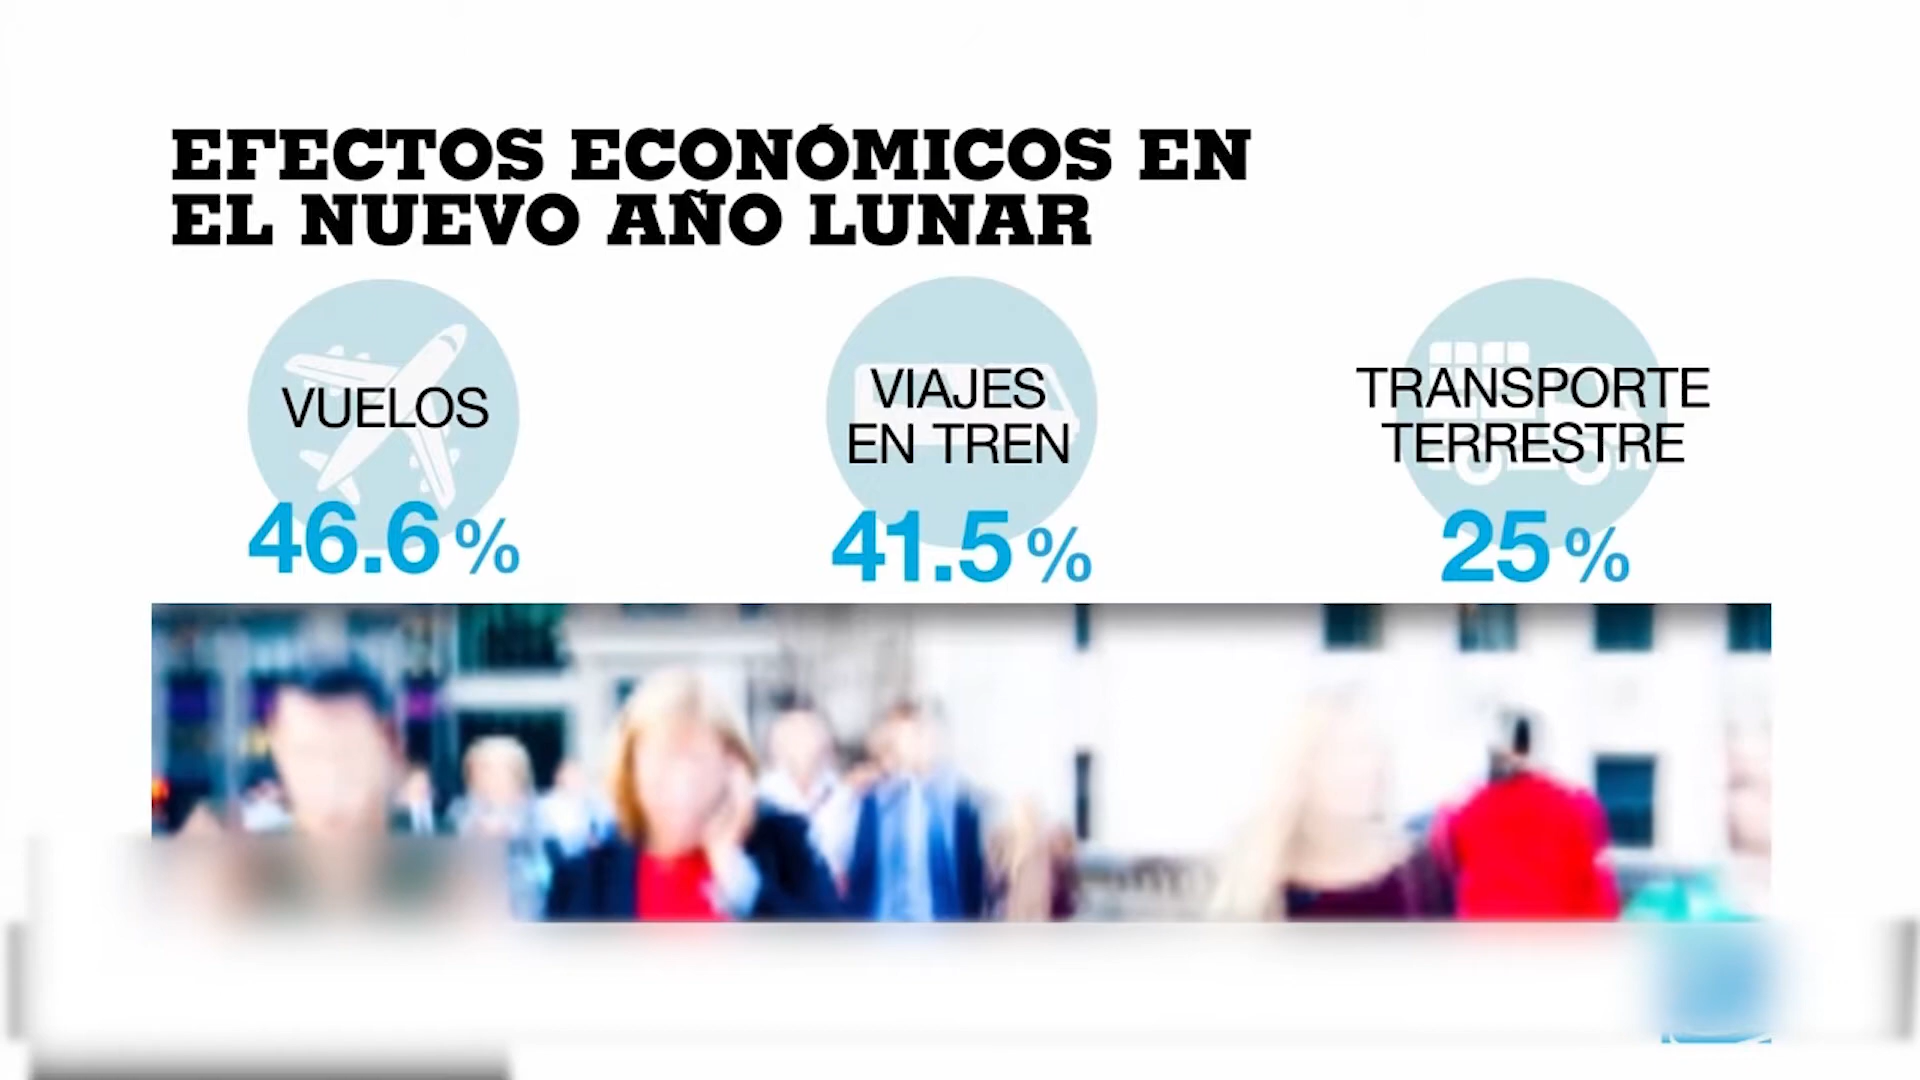 EFECTOS ECONÓMICOS EN
EL NUEVO AÑO LUNAR
VUELOS
46.6%
VIAJES
EN TREN
41.5%
TRANSPORTE
TERRESTRE
25%